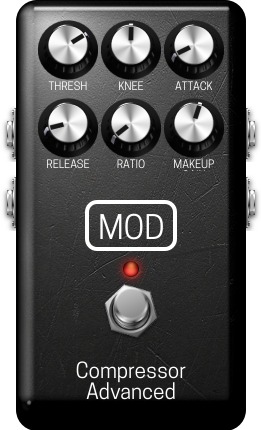 THRESH KNEE ATTACK
RELEASE RATIO MAKEUP
MOD
Compressor
Advanced